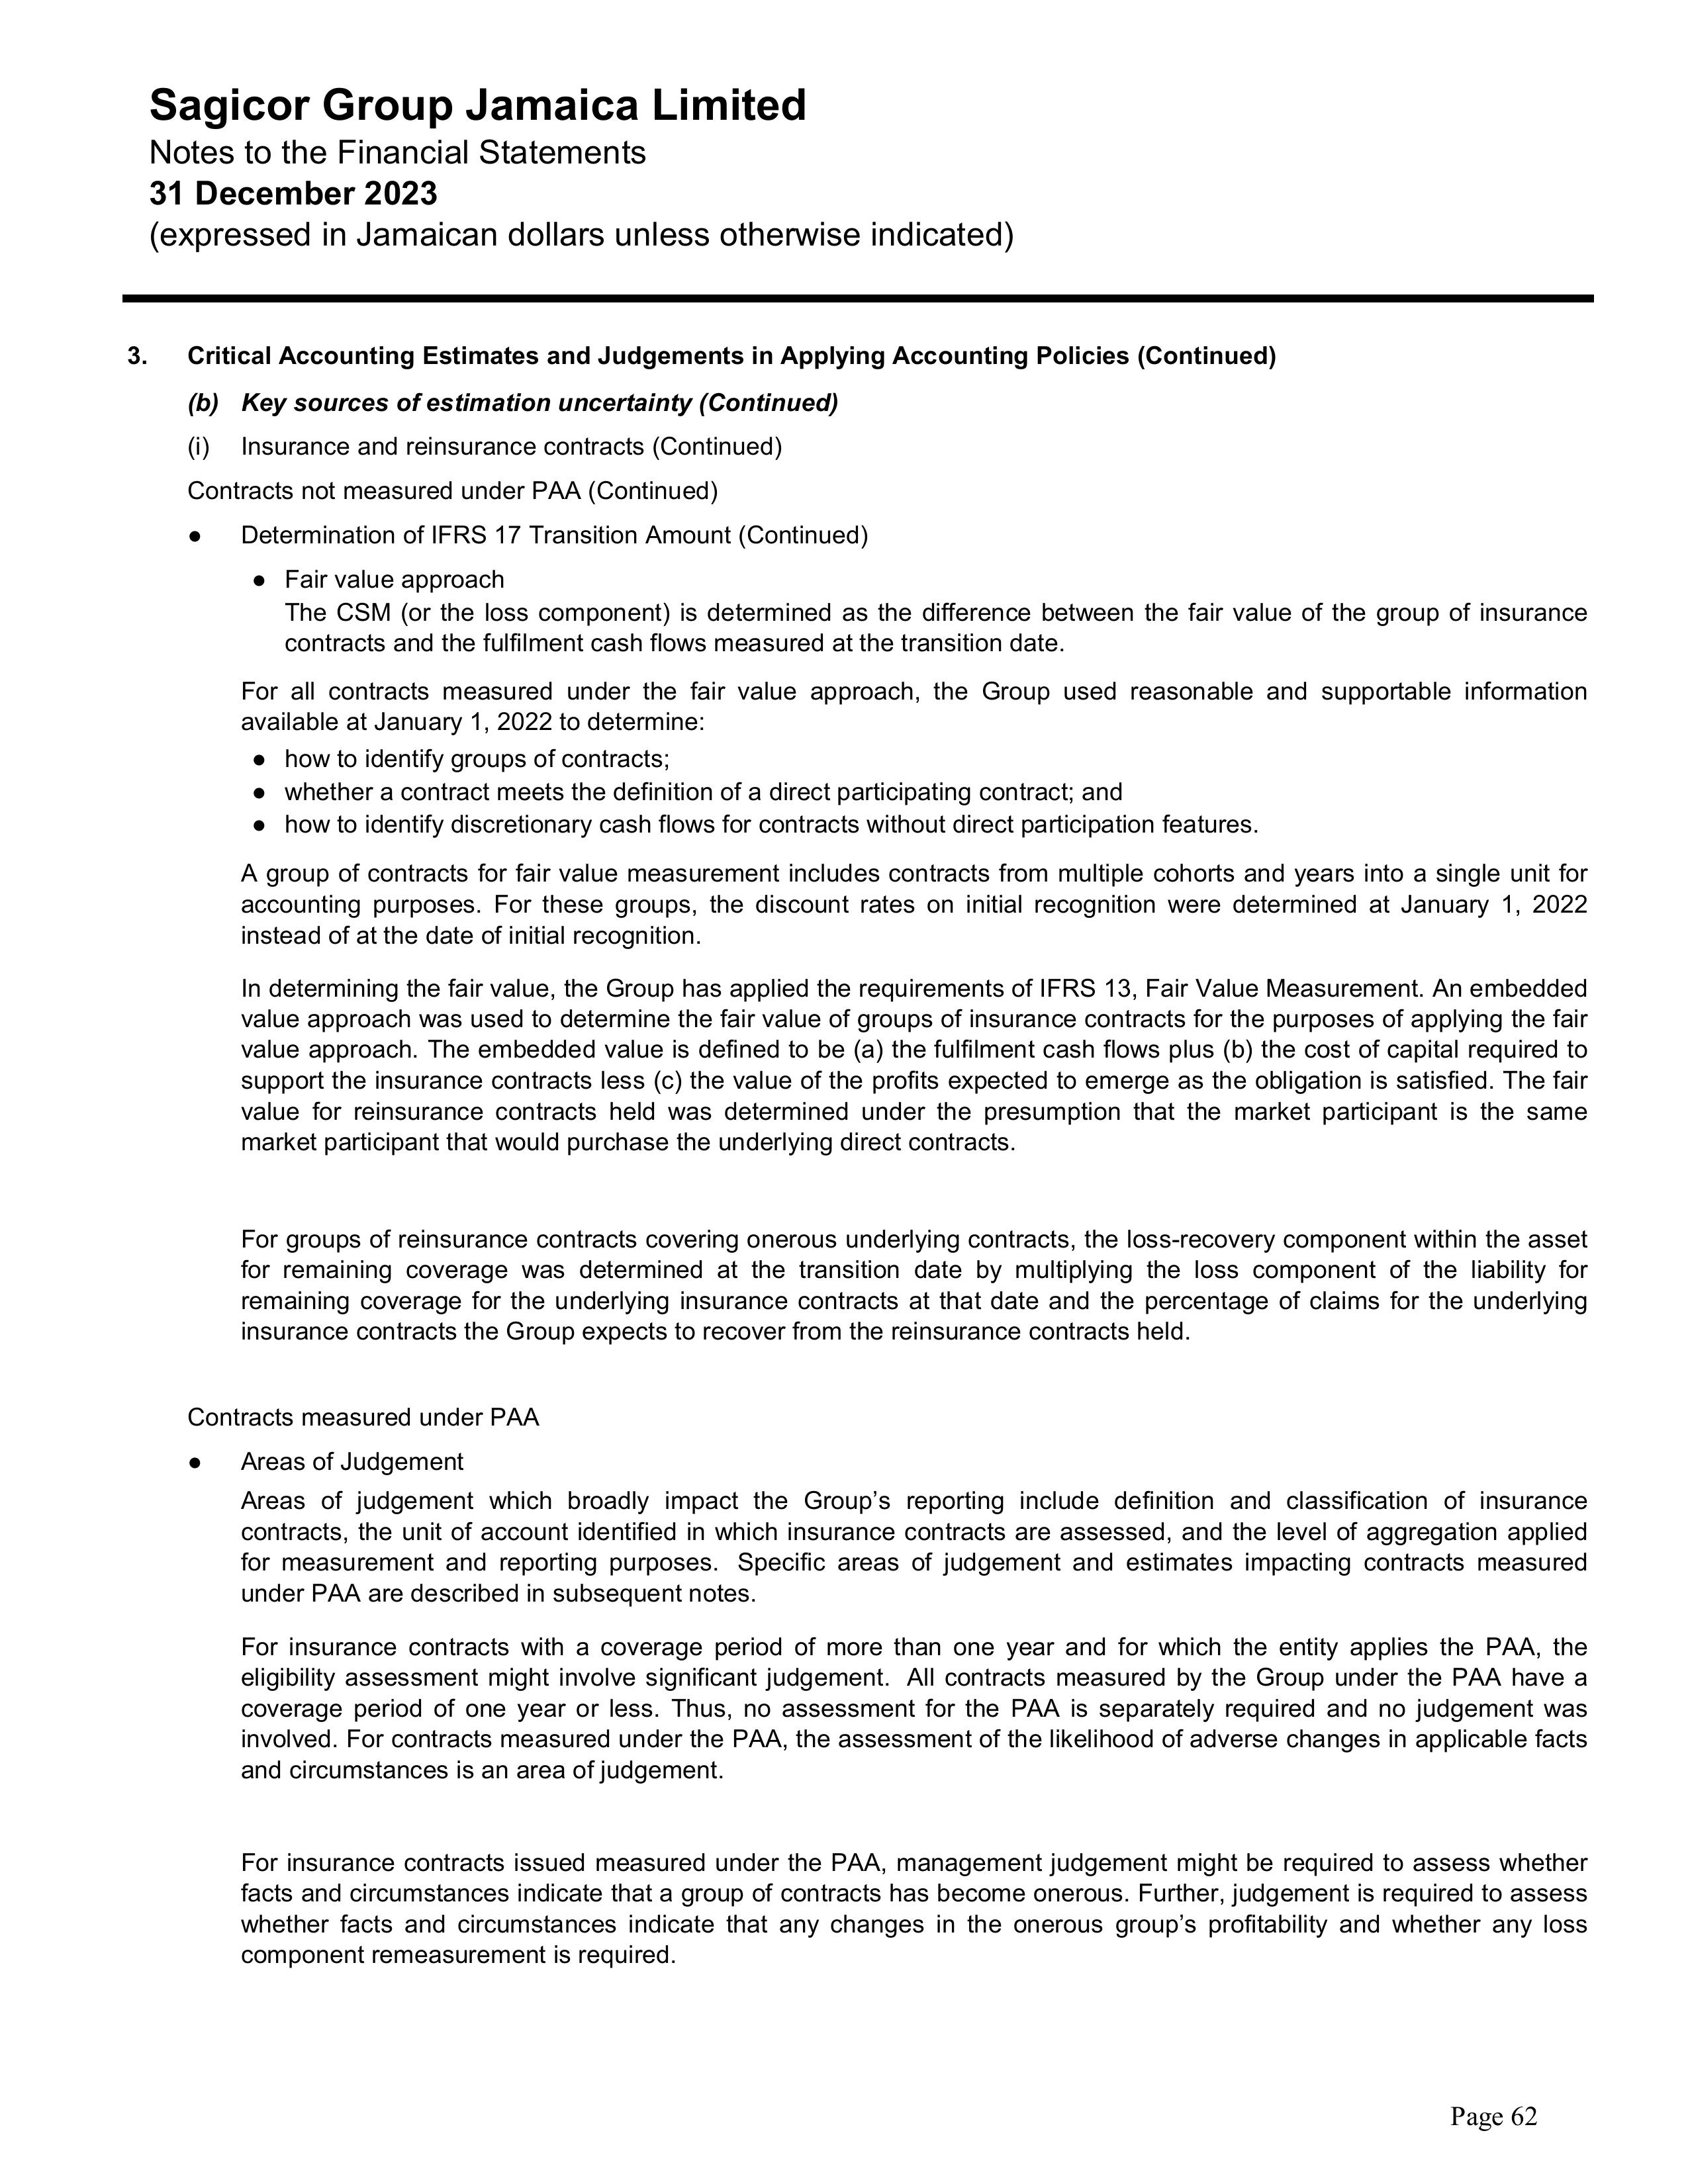 Sagicor Group Jamaica Limited
Notes to the Financial Statements
31 December 2023
(expressed in Jamaican dollars unless otherwise indicated)
3. Critical Accounting Estimates and Judgements in Applying Accounting Policies (Continued)
(b) Key sources of estimation uncertainty (Continued)
(i) Insurance and reinsurance contracts (Continued)
Contracts not measured under PAA (Continued)
● Determination of IFRS 17 Transition Amount (Continued)
● Fair value approach
The CSM (or the loss component) is determined as the difference between the fair value of the group of insurance
contracts and the fulfilment cash flows measured at the transition date.
For all contracts measured under the fair value approach, the Group used reasonable and supportable information
available at January 1, 2022 to determine:
● how to identify groups of contracts;
● whether a contract meets the definition of a direct participating contract; and
● how to identify discretionary cash flows for contracts without direct participation features.
A group of contracts for fair value measurement includes contracts from multiple cohorts and years into a single unit for
accounting purposes. For these groups, the discount rates on initial recognition were determined at January 1, 2022
instead of at the date of initial recognition.
In determining the fair value, the Group has applied the requirements of IFRS 13, Fair Value Measurement. An embedded
value approach was used to determine the fair value of groups of insurance contracts for the purposes of applying the fair
value approach. The embedded value is defined to be (a) the fulfilment cash flows plus (b) the cost of capital required to
support the insurance contracts less (c) the value of the profits expected to emerge as the obligation is satisfied. The fair
value for reinsurance contracts held was determined under the presumption that the market participant is the same
market participant that would purchase the underlying direct contracts.
For groups of reinsurance contracts covering onerous underlying contracts, the loss-recovery component within the asset
for remaining coverage was determined at the transition date by multiplying the loss component of the liability for
remaining coverage for the underlying insurance contracts at that date and the percentage of claims for the underlying
insurance contracts the Group expects to recover from the reinsurance contracts held.
Contracts measured under PAA
● Areas of Judgement
Areas of judgement which broadly impact the Group’s reporting include definition and classification of insurance
contracts, the unit of account identified in which insurance contracts are assessed, and the level of aggregation applied
for measurement and reporting purposes. Specific areas of judgement and estimates impacting contracts measured
under PAA are described in subsequent notes.
For insurance contracts with a coverage period of more than one year and for which the entity applies the PAA, the
eligibility assessment might involve significant judgement. All contracts measured by the Group under the PAA have a
coverage period of one year or less. Thus, no assessment for the PAA is separately required and no judgement was
involved. For contracts measured under the PAA, the assessment of the likelihood of adverse changes in applicable facts
and circumstances is an area of judgement.
For insurance contracts issued measured under the PAA, management judgement might be required to assess whether
facts and circumstances indicate that a group of contracts has become onerous. Further, judgement is required to assess
whether facts and circumstances indicate that any changes in the onerous group’s profitability and whether any loss
component remeasurement is required.
Page 62